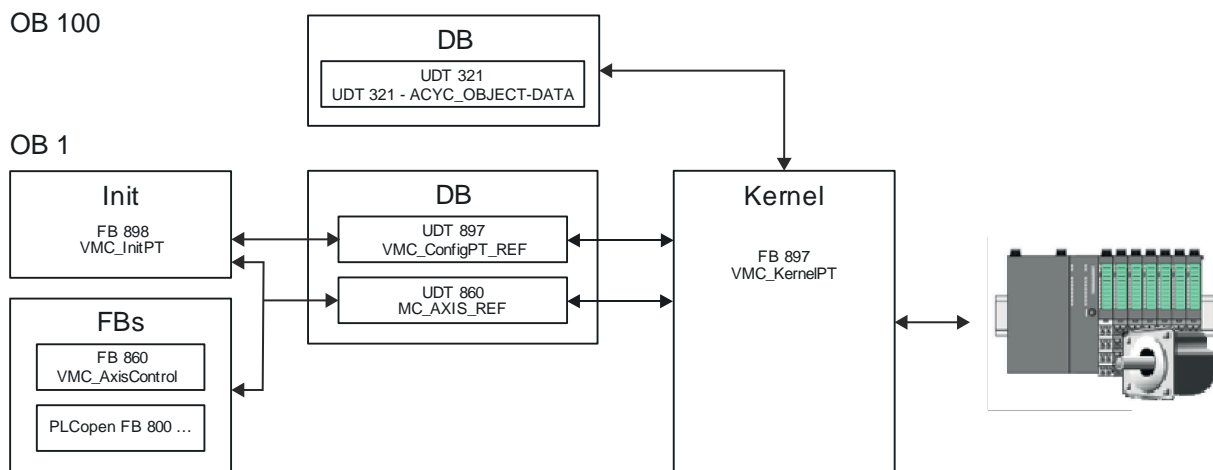 OB 100
DB
UDT 321
UDT 321 - ACYC_OBJECT-DATA
OB 1
Init
FB 898
VMC_InitPT
DB
UDT 897
VMC_ConfigPT_REF
UDT 860
MC_AXIS_REF
Kernel
FB 897
VMC_KernelPT
FBs
FB 860
VMC_AxisControl
PLCopen FB 800 ...